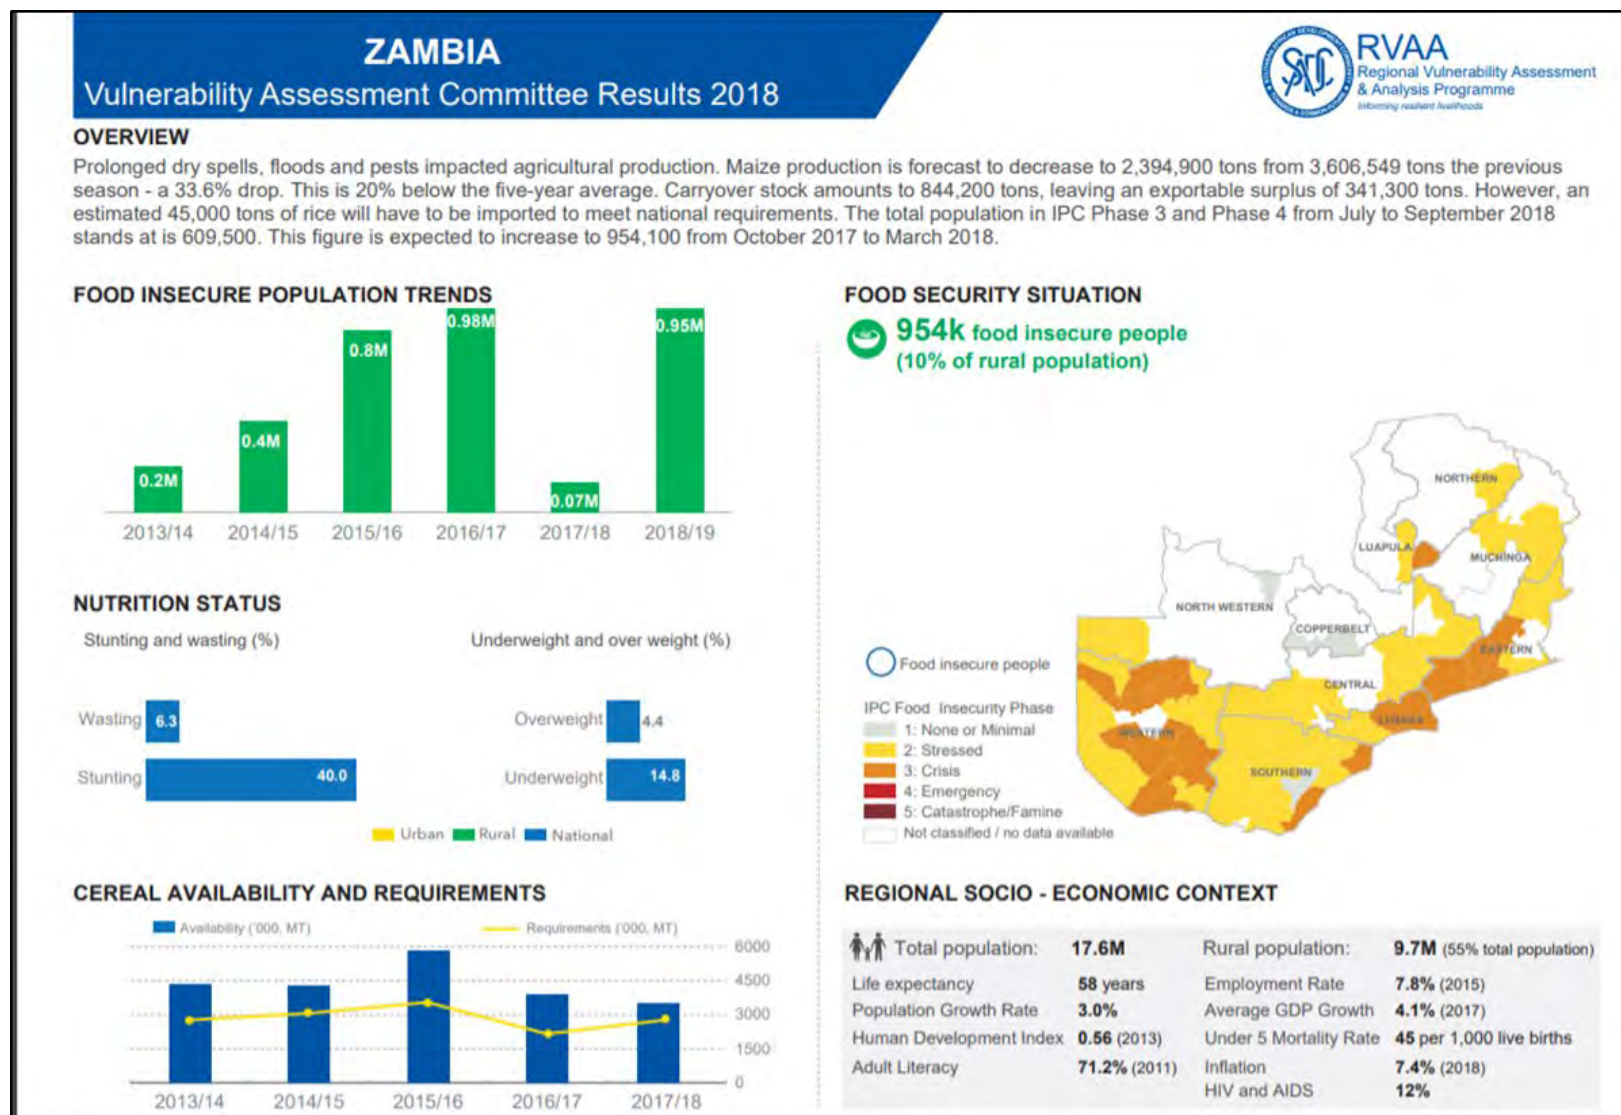 ZAMBIA
Vulnerability Assessment Committee Results 2018
SADC
RVAA
Regional Vulnerability Assessment
& Analysis Programme
Informing resilient livelihoods
OVERVIEW
Prolonged dry spells, floods and pests impacted agricultural production. Maize production is forecast to decrease to 2,394,900 tons from 3,606,549 tons the previous
season - a 33.6% drop. This is 20% below the five-year average. Carryover stock amounts to 844,200 tons, leaving an exportable surplus of 341,300 tons. However, an
estimated 45,000 tons of rice will have to be imported to meet national requirements. The total population in IPC Phase 3 and Phase 4 from July to September 2018
stands at is 609,500. This figure is expected to increase to 954,100 from October 2017 to March 2018.
FOOD INSECURE POPULATION TRENDS
0.2M
0.4M
0.8M
0.98M
0.07M
0.95M
2013/14 2014/15 2015/16 2016/17 2017/18 2018/19
NUTRITION STATUS
Stunting and wasting (%)
Underweight and over weight (%)
Wasting 6.3
Stunting 40.0
Overweight 4.4
Underweight 14.8
Urban Rural National
CEREAL AVAILABILITY AND REQUIREMENTS
Availability ('000, MT) Requirements ('000, MT)
6000
4500
3000
1500
0
2013/14 2014/15 2015/16 2016/17 2017/18
FOOD SECURITY SITUATION
954k food insecure people
(10% of rural population)
NORTHERN
LUAPULA
MUCHINGA
NORTH WESTERN
COPPERBELT
EASTERN
CENTRAL
LUSAKA
WESTERN
SOUTHERN
Food insecure people
IPC Food Insecurity Phase
1: None or Minimal
2: Stressed
3: Crisis
4: Emergency
5: Catastrophe/Famine
Not classified / no data available
REGIONAL SOCIO - ECONOMIC CONTEXT
Total population: 17.6M Rural population: 9.7M (55% total population)
Life expectancy 58 years Employment Rate 7.8% (2015)
Population Growth Rate 3.0% Average GDP Growth 4.1% (2017)
Human Development Index 0.56 (2013) Under 5 Mortality Rate 45 per 1,000 live births
Adult Literacy 71.2% (2011) Inflation 7.4% (2018)
HIV and AIDS 12%